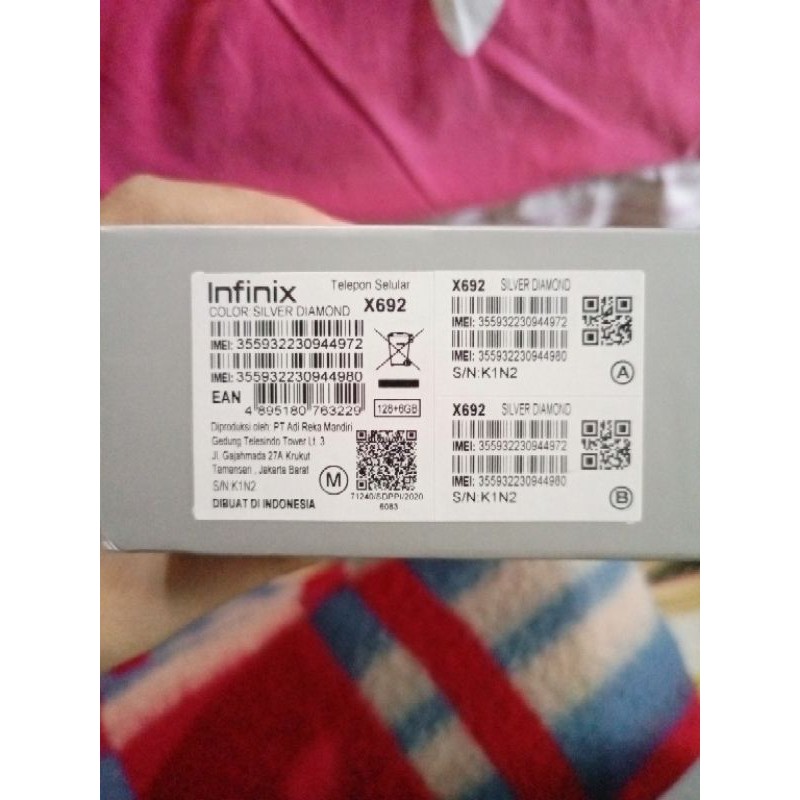 Infinix
Telepon Selular
COLOR: SILVER DIAMOND X692
IMEI: 355932230944972
IMEI: 355932230944980
EAN
4 895180 763229
128+6GB
Diproduksi oleh: PT Adi Reka Mandiri
Gedung Telesindo Tower Lt. 3
Jl. Gajahmada 27A Krukut
Tamansari , Jakarta Barat
S/N:K1N2
M
DIBUAT DI INDONESIA
71240/SDPPI/2020
6083
X692 SILVER DIAMOND
IMEI: 355932230944972
IMEI: 355932230944980
S/N:K1N2
A
X692 SILVER DIAMOND
IMEI: 355932230944972
IMEI: 355932230944980
S/N:K1N2
B